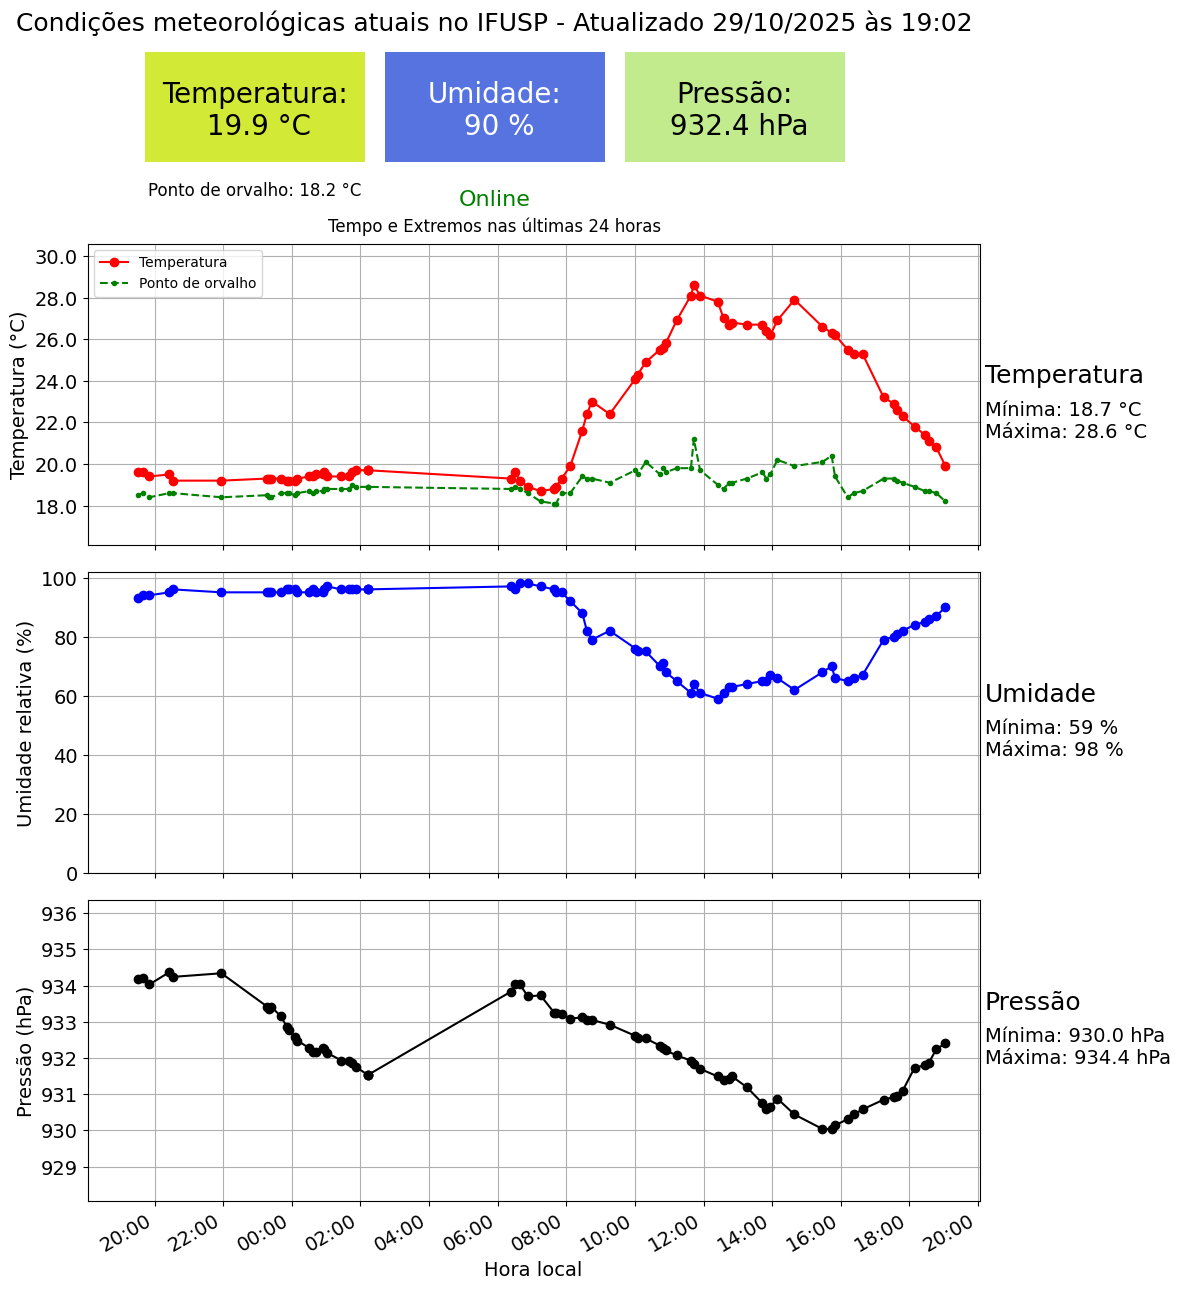 Condições meteorológicas atuais no IFUSP - Atualizado 29/10/2025 às 19:02
Temperatura:
19.9 °C
Umidade:
90 %
Pressão:
932.4 hPa
Ponto de orvalho: 18.2 °C
Online
Tempo e Extremos nas últimas 24 horas
Temperatura
Ponto de orvalho
Temperatura (°C)
30.0
28.0
26.0
24.0
22.0
20.0
18.0
Temperatura
Mínima: 18.7 °C
Máxima: 28.6 °C
Umidade relativa (%)
100
80
60
40
20
0
Umidade
Mínima: 59 %
Máxima: 98 %
Pressão (hPa)
936
935
934
933
932
931
930
929
Pressão
Mínima: 930.0 hPa
Máxima: 934.4 hPa
20:00 22:00 00:00 02:00 04:00 06:00 08:00 10:00 12:00 14:00 16:00 18:00 20:00
Hora local